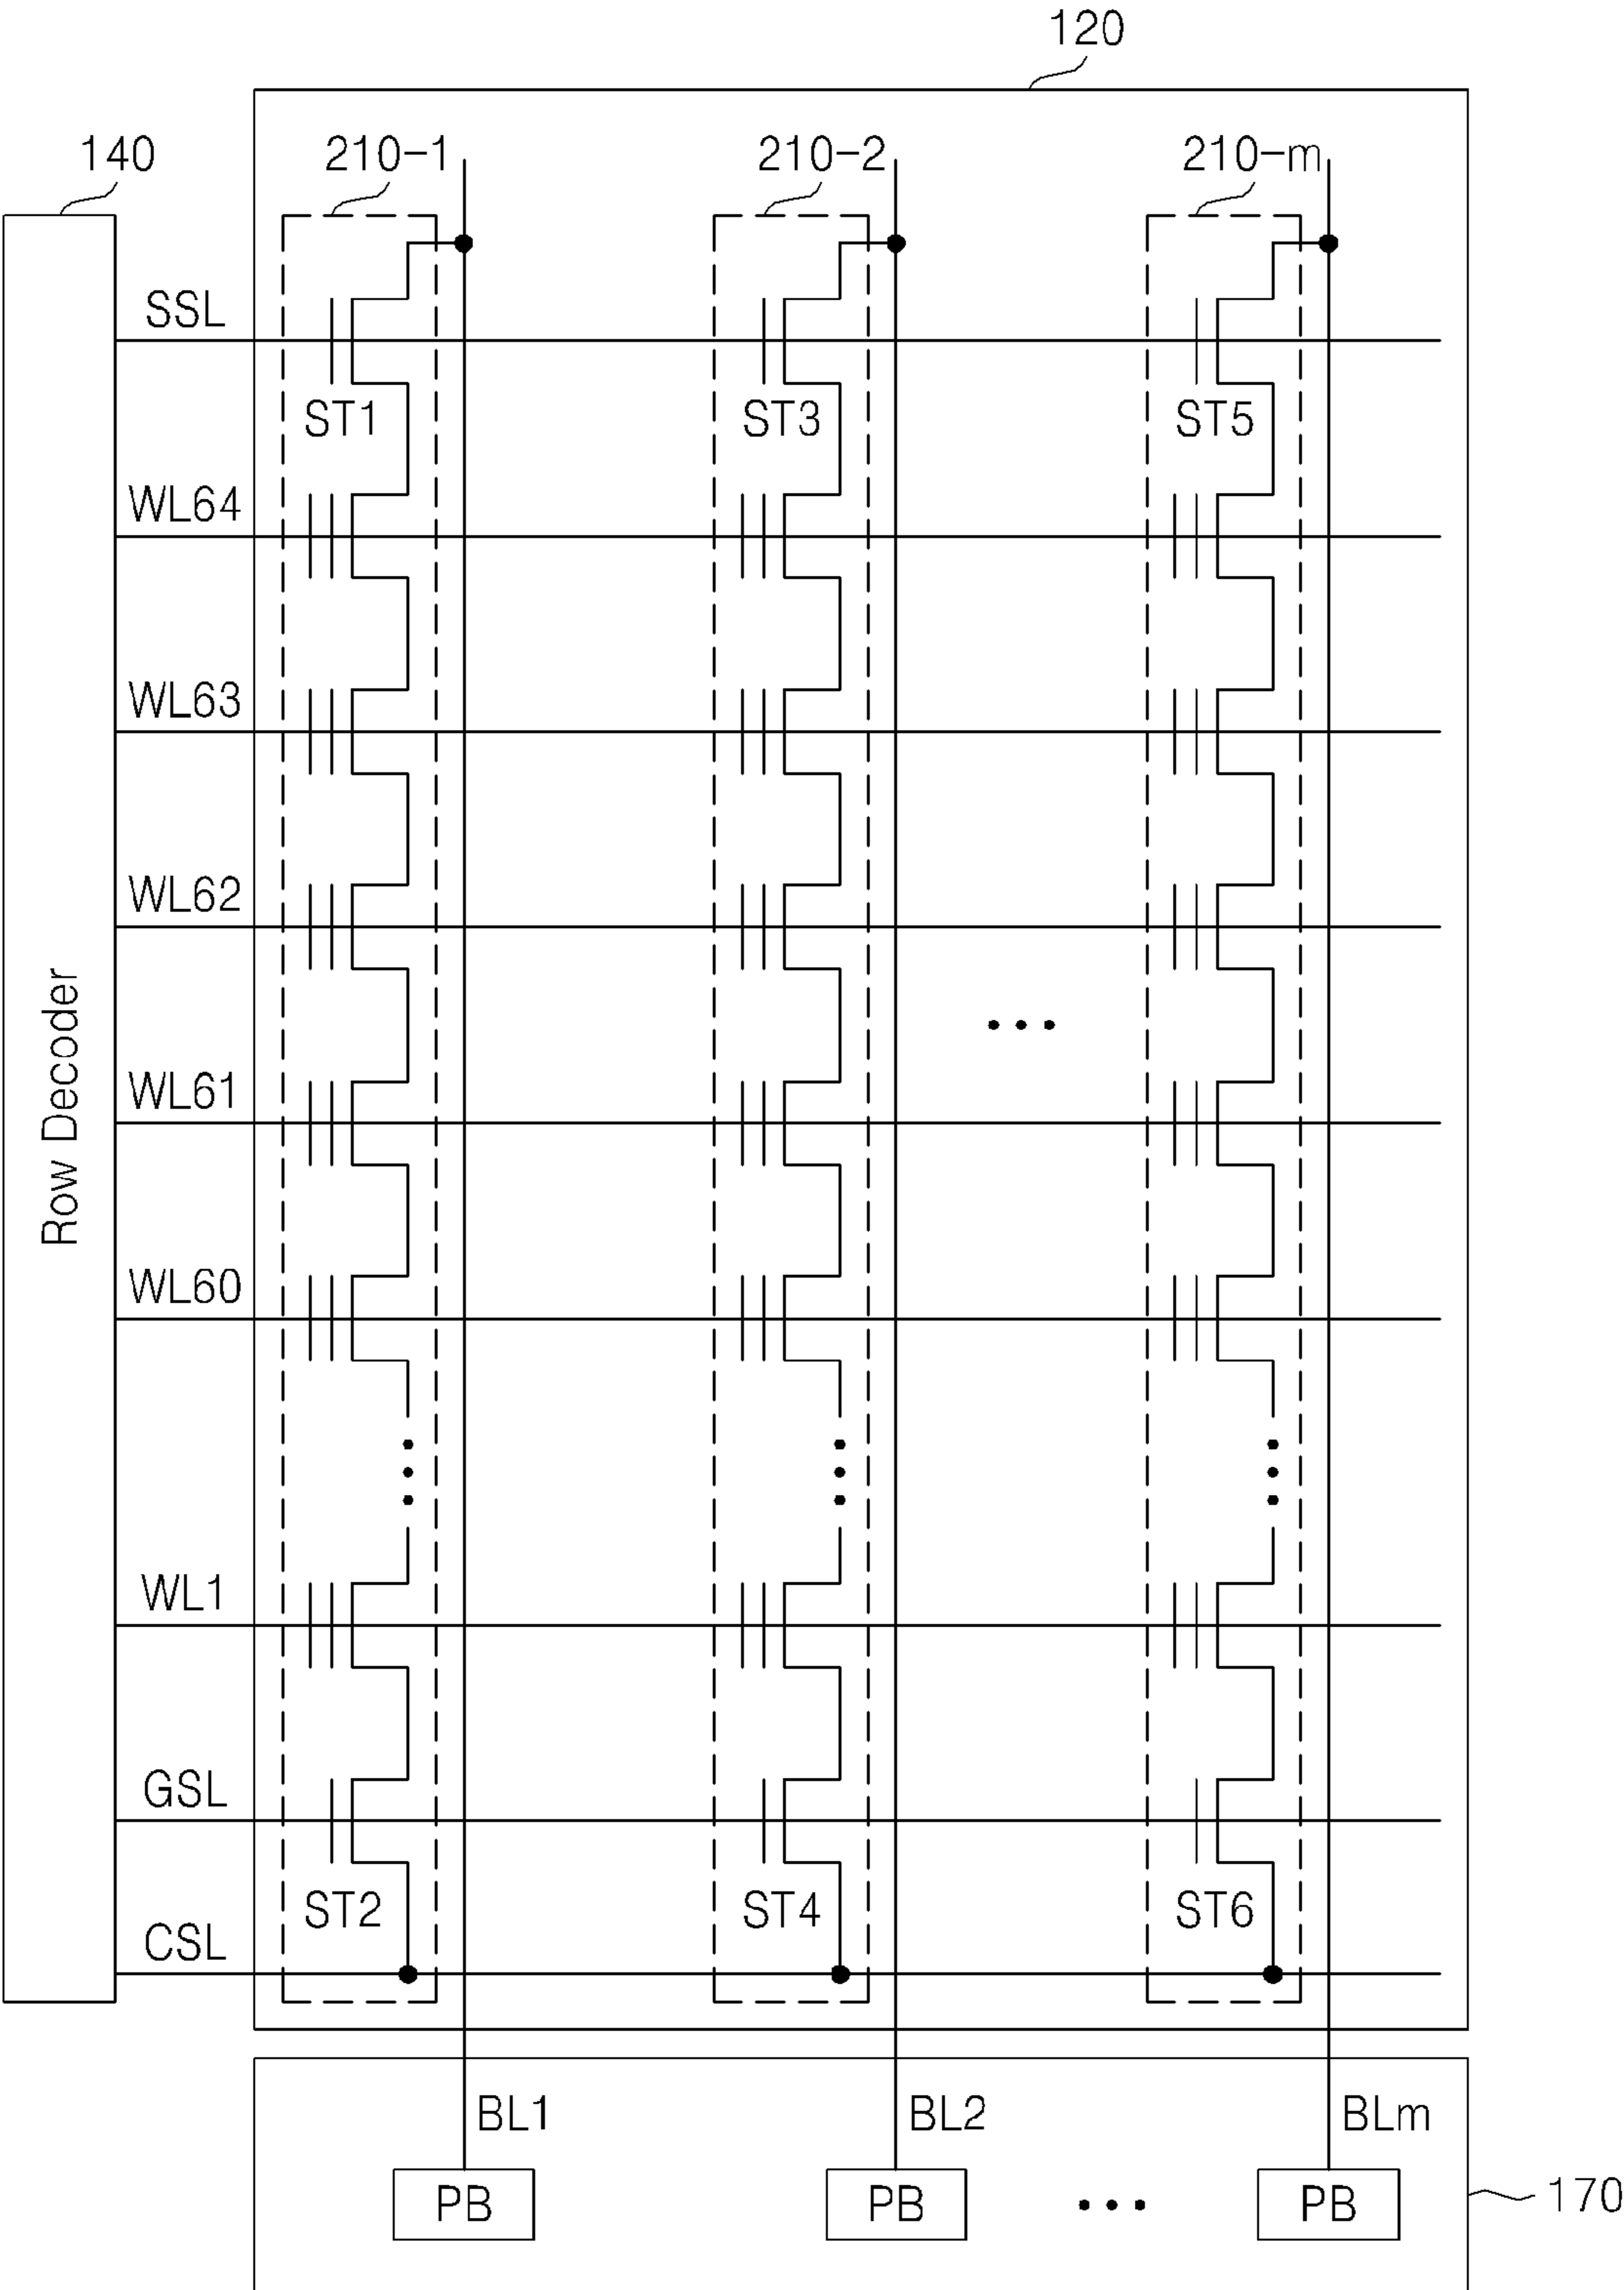 120
140
210-1
210-2
210-m
SSL
ST1
ST3
ST5
WL64
WL63
WL62
WL61
Row Decoder
WL60
WL1
GSL
ST2
ST4
ST6
CSL
BL1
BL2
BLm
PB
PB
PB
170